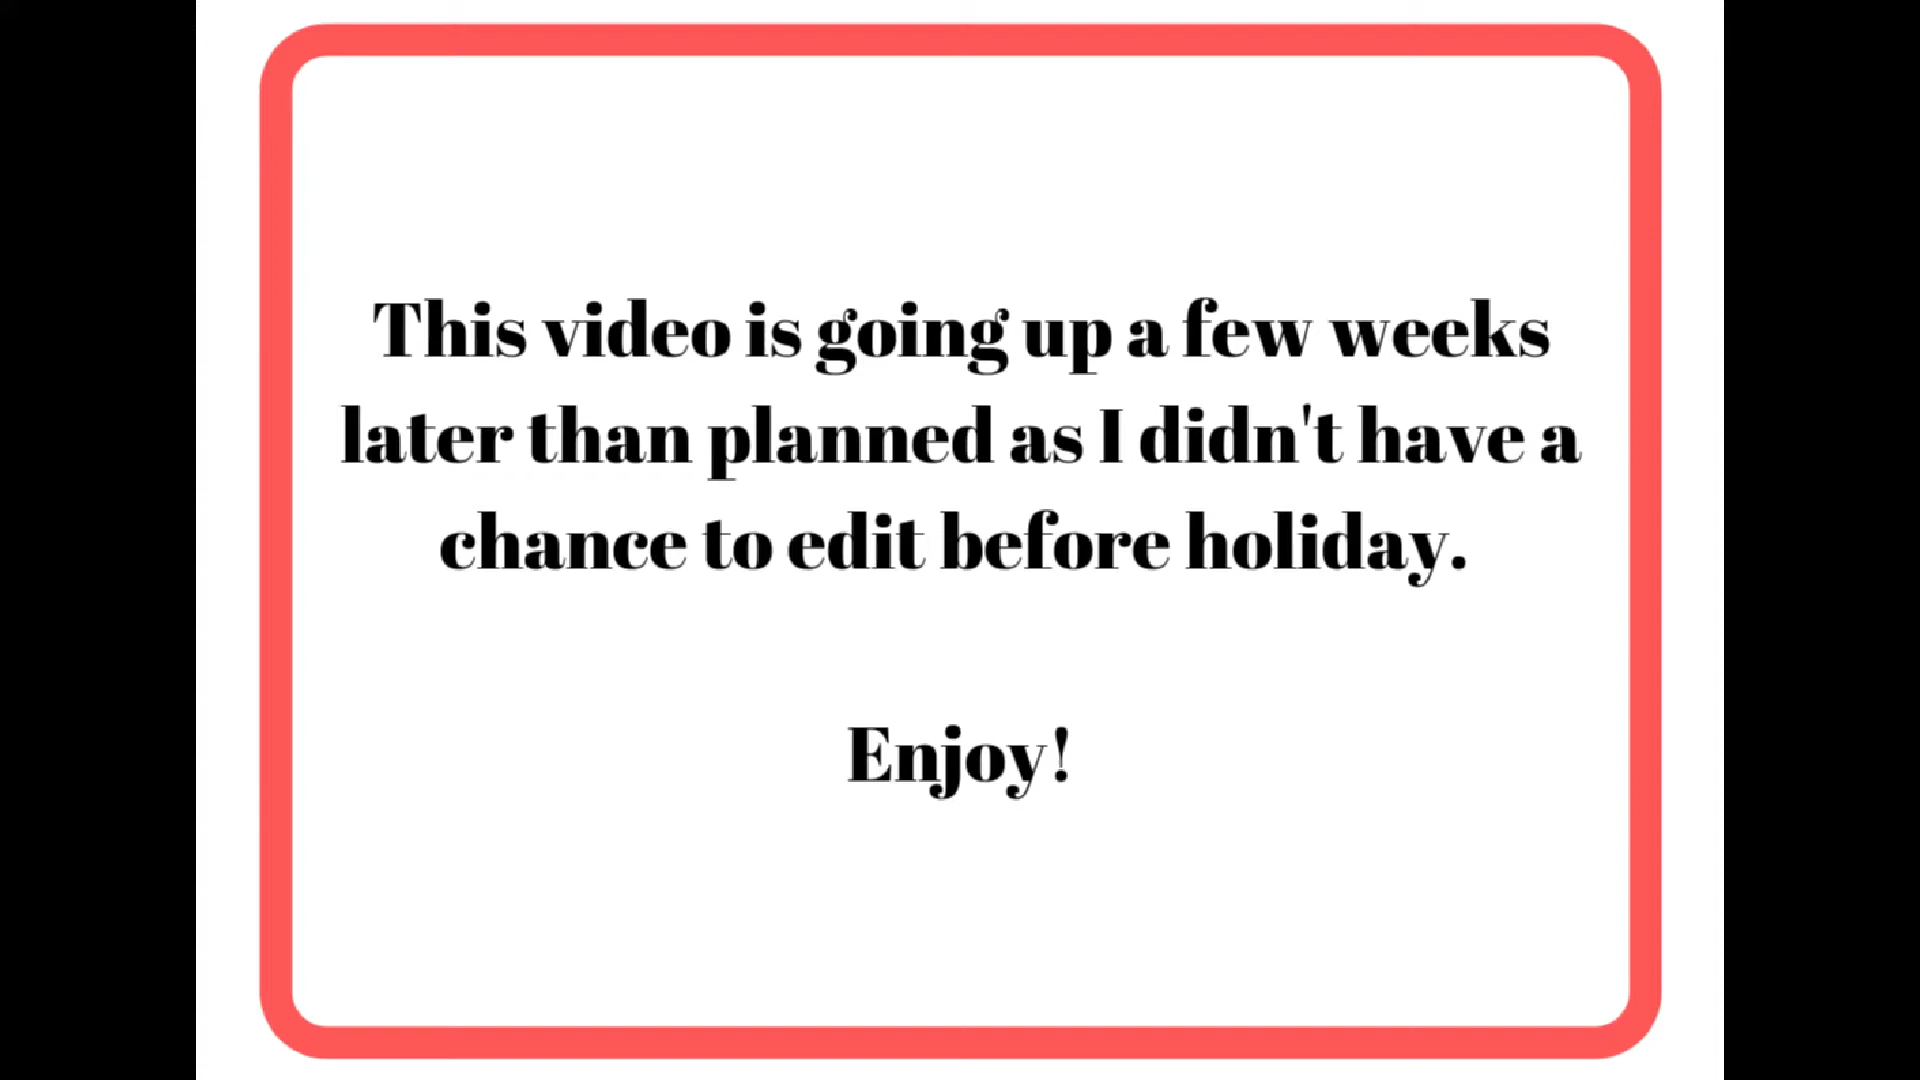 This video is going up a few weeks
later than planned as I didn't have a
chance to edit before holiday.
Enjoy!